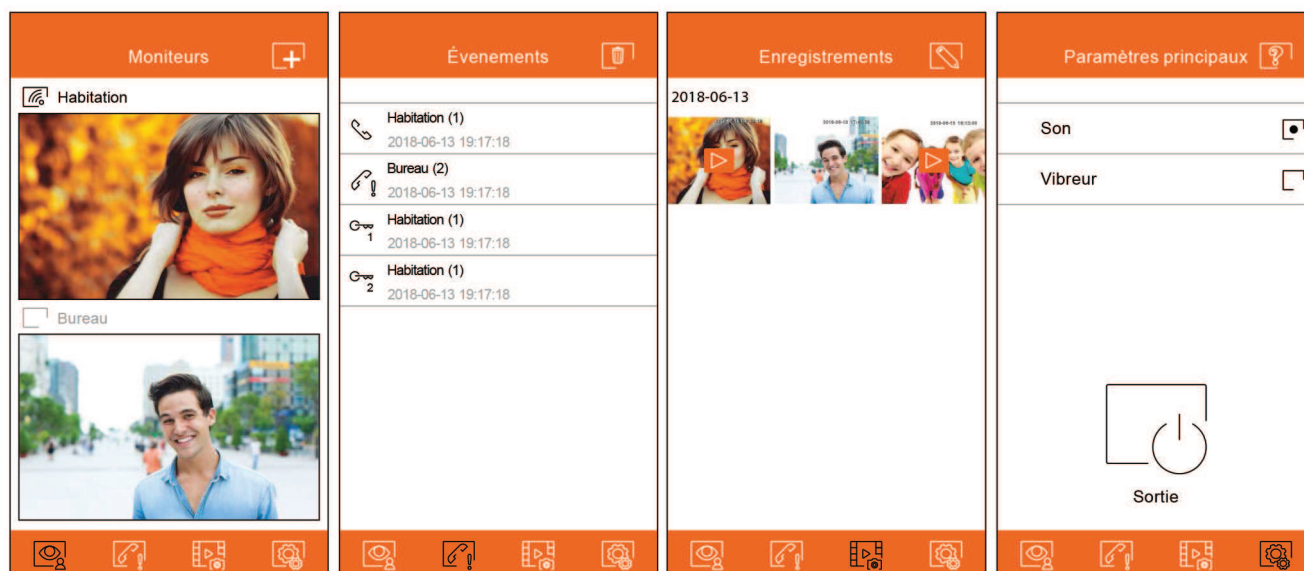 Moniteurs
Habitation
Bureau
Évenements
Habitation (1)
2018-06-13 19:17:18
Bureau (2)
2018-06-13 19:17:18
1
Habitation (1)
2018-06-13 19:17:18
2
Habitation (1)
2018-06-13 19:17:18
Enregistrements
2018-06-13
Paramètres principaux
Son
Vibreur
Sortie